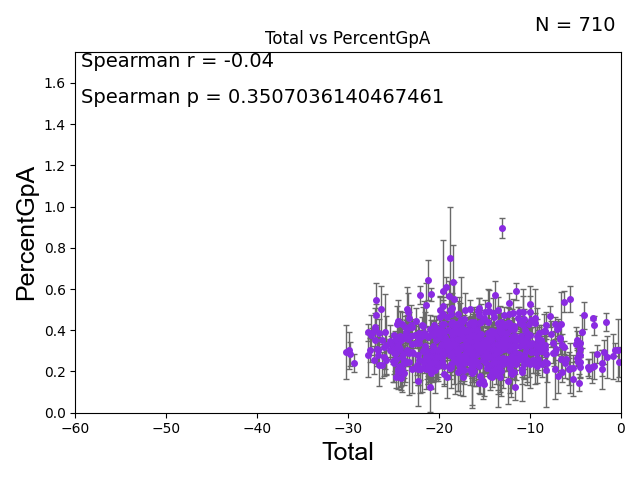 N = 710
Total vs PercentGpA
Spearman r = -0.04
Spearman p = 0.3507036140467461
PercentGpA
1.6
1.4
1.2
1.0
0.8
0.6
0.4
0.2
0.0
−60 −50 −40 −30 −20 −10 0
Total